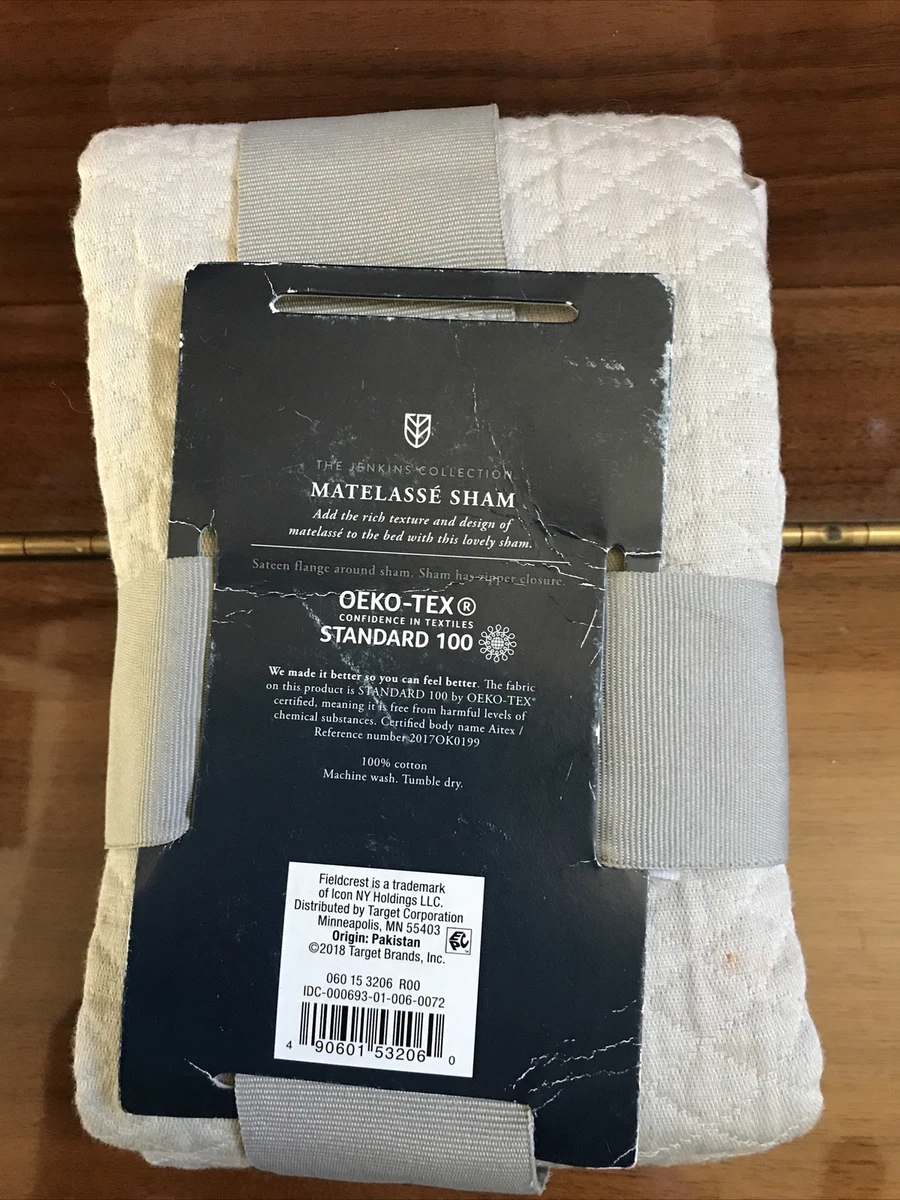 THE JENKINS COLLECTION
MATELASSÉ SHAM
Add the rich texture and design of
matelassé to the bed with this lovely sham.
Sateen flange around sham. Sham has zipper closure.
OEKO-TEX®
CONFIDENCE IN TEXTILES
STANDARD 100
We made it better so you can feel better. The fabric
on this product is STANDARD 100 by OEKO-TEX®
certified, meaning it is free from harmful levels of
chemical substances. Certified body name Aitex /
Reference number 2017OK0199
100% cotton
Machine wash. Tumble dry.
Fieldcrest is a trademark
of Icon NY Holdings LLC.
Distributed by Target Corporation
Minneapolis, MN 55403
Origin: Pakistan
©2018 Target Brands, Inc.
060 15 3206 R00
IDC-000693-01-006-0072
4 90601 53206 0